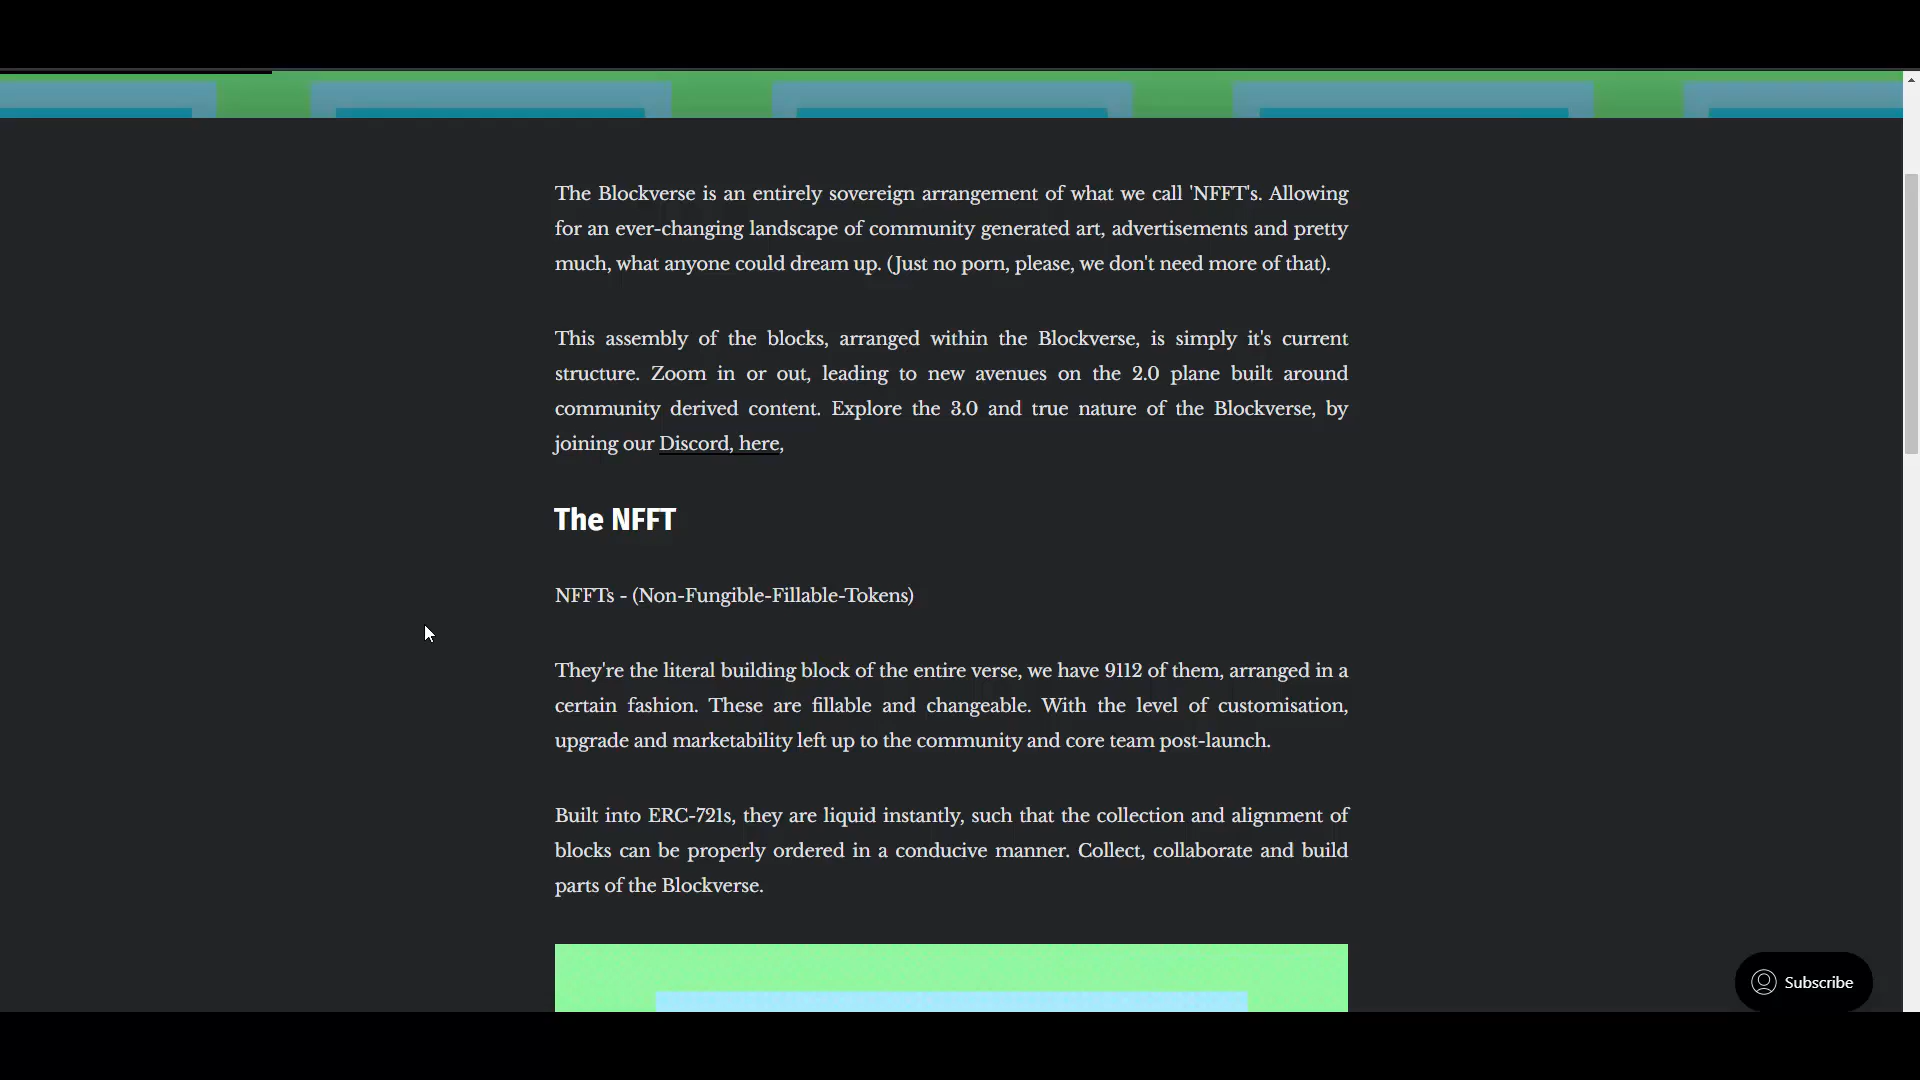 The Blockverse is an entirely sovereign arrangement of what we call 'NFFT's. Allowing
for an ever-changing landscape of community generated art, advertisements and pretty
much, what anyone could dream up. (Just no porn, please, we don't need more of that).
This assembly of the blocks, arranged within the Blockverse, is simply it's current
structure. Zoom in or out, leading to new avenues on the 2.0 plane built around
community derived content. Explore the 3.0 and true nature of the Blockverse, by
joining our Discord, here,
The NFFT
NFFTs - (Non-Fungible-Fillable-Tokens)
They're the literal building block of the entire verse, we have 9112 of them, arranged in a
certain fashion. These are fillable and changeable. With the level of customisation,
upgrade and marketability left up to the community and core team post-launch.
Built into ERC-721s, they are liquid instantly, such that the collection and alignment of
blocks can be properly ordered in a conducive manner. Collect, collaborate and build
parts of the Blockverse.
Subscribe